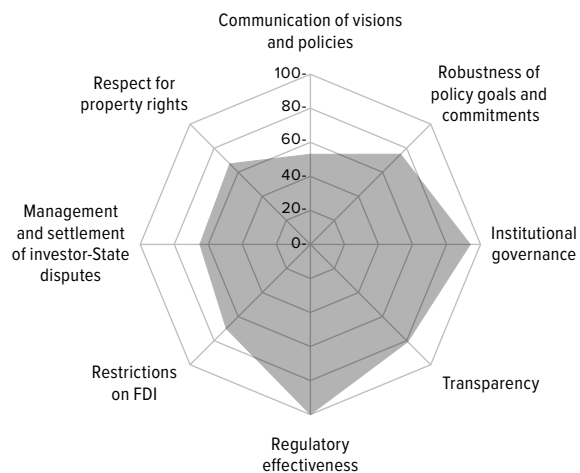 Communication of visions
and policies
Robustness of
policy goals and
commitments
Institutional
governance
Transparency
Regulatory
effectiveness
Restrictions
on FDI
Management
and settlement
of investor-State
disputes
Respect for
property rights
100-
80-
60-
40-
20-
0-